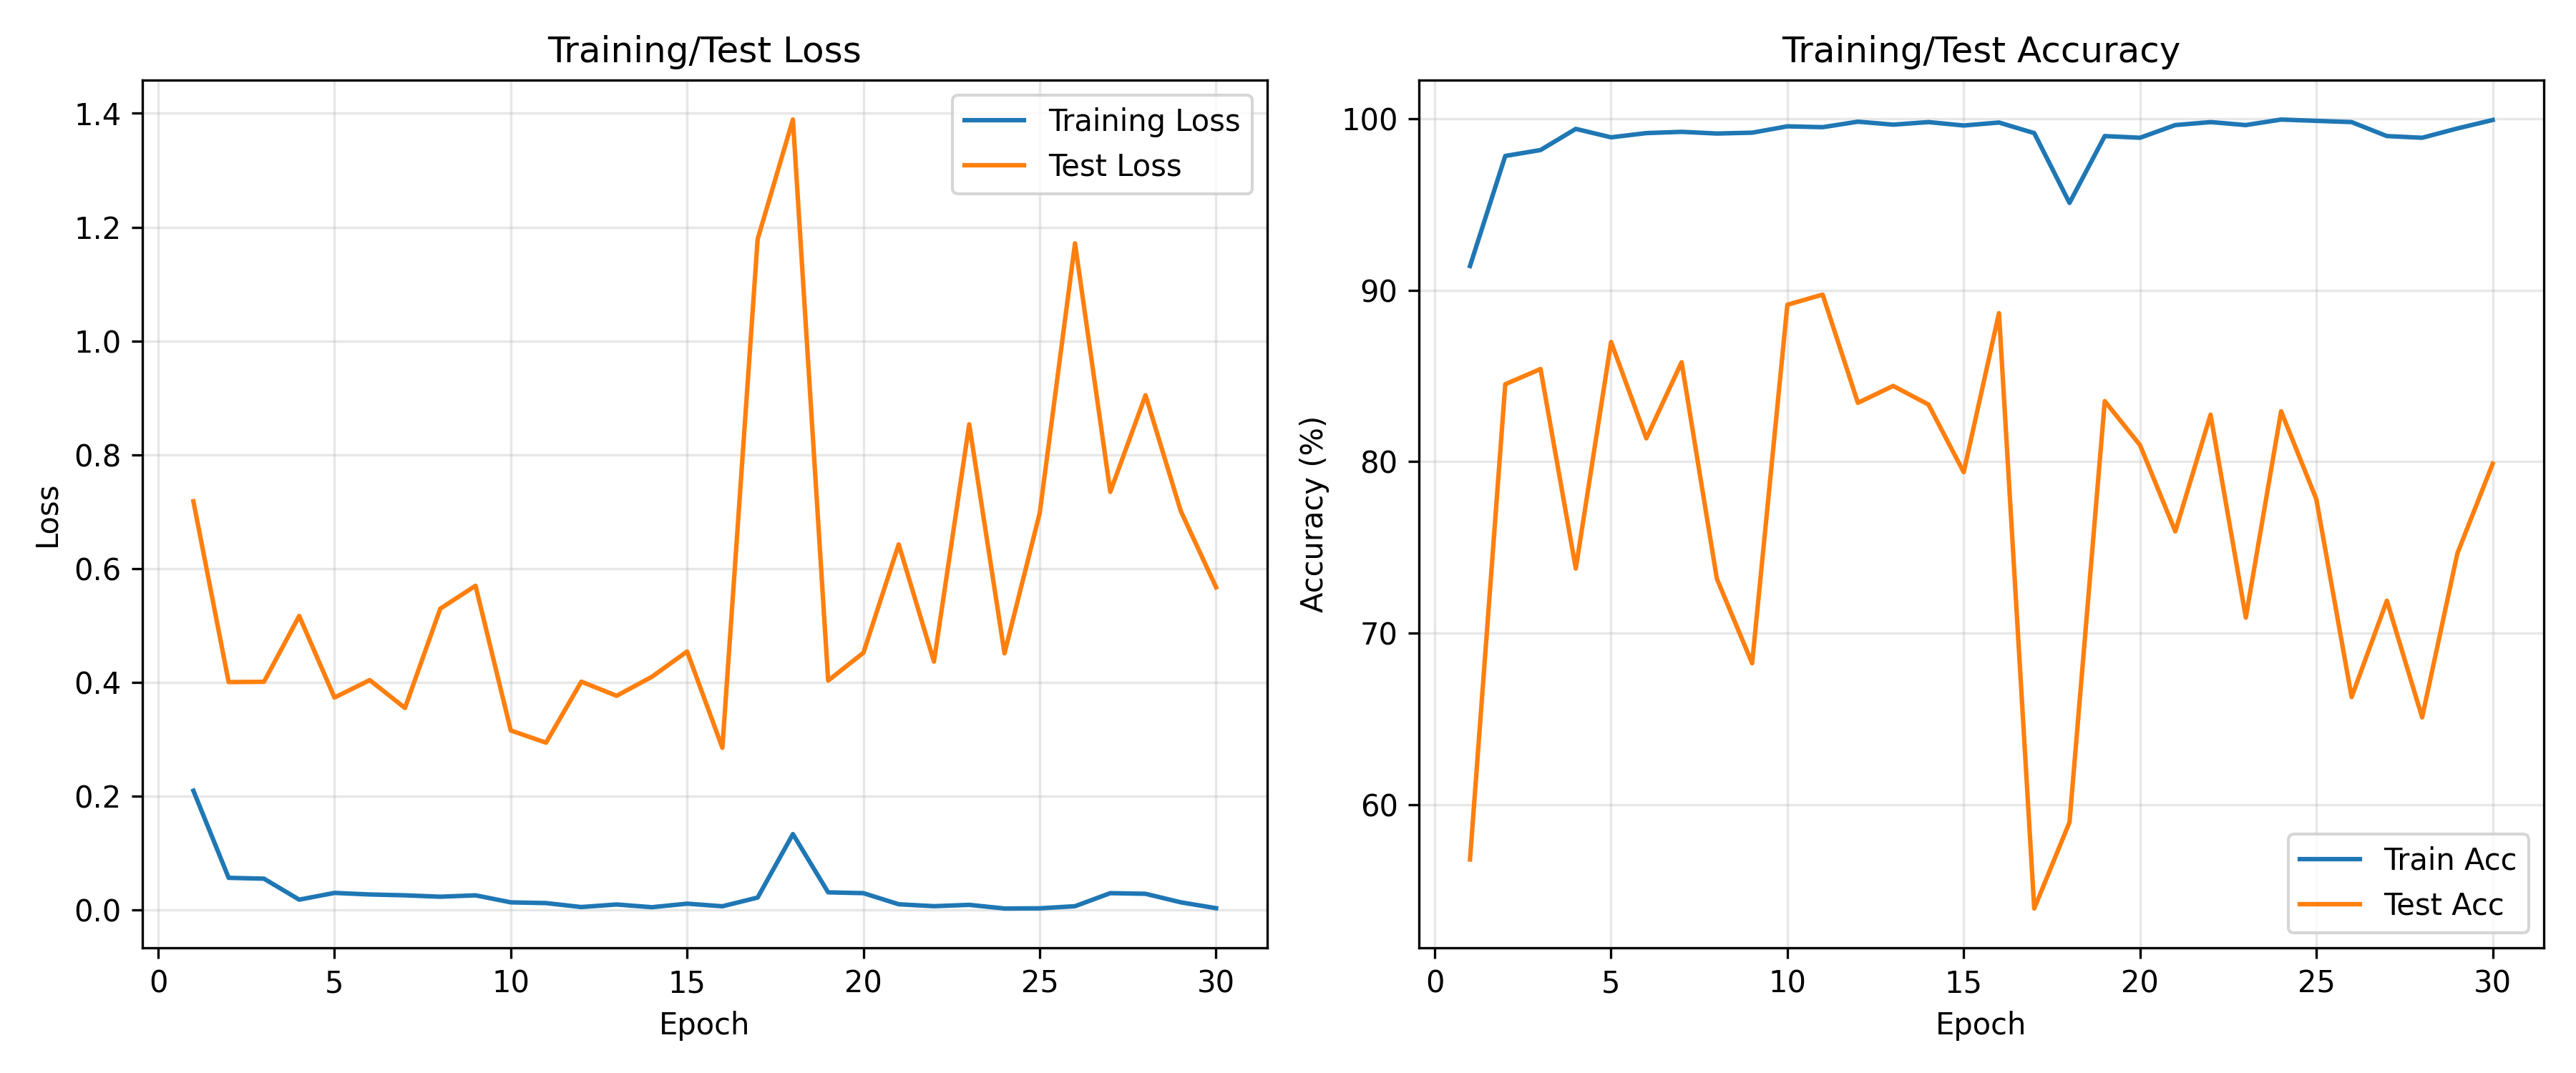 Training/Test Loss
1.4
1.2
1.0
0.8
0.6
0.4
0.2
0.0
Loss
0 5 10 15 20 25 30
Epoch
Training Loss
Test Loss
Training/Test Accuracy
100
90
80
70
60
Accuracy (%)
0 5 10 15 20 25 30
Epoch
Train Acc
Test Acc